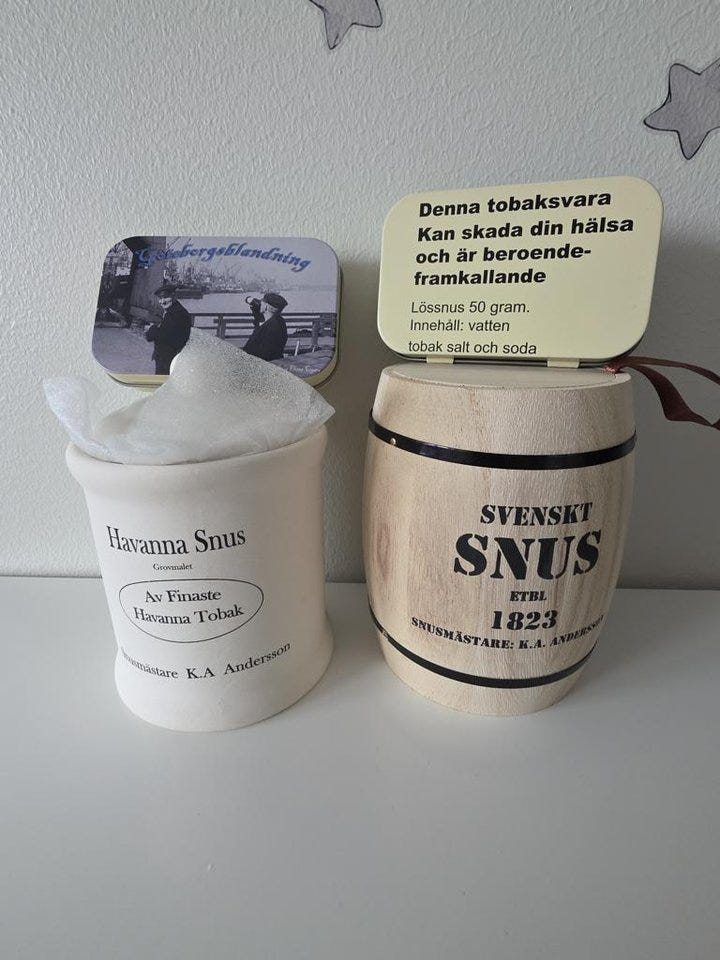 Göteborgsblandning
Denna tobaksvara
Kan skada din hälsa
och är beroende-
framkallande
Lössnus 50 gram.
Innehåll: vatten
tobak salt och soda
Havanna Snus
Grovmalet
Av Finaste
Havanna Tobak
Snusmästare K.A Andersson
SVENSKT
SNUS
ETBL
1823
SNUSMÄSTARE: K.A. ANDERSSON